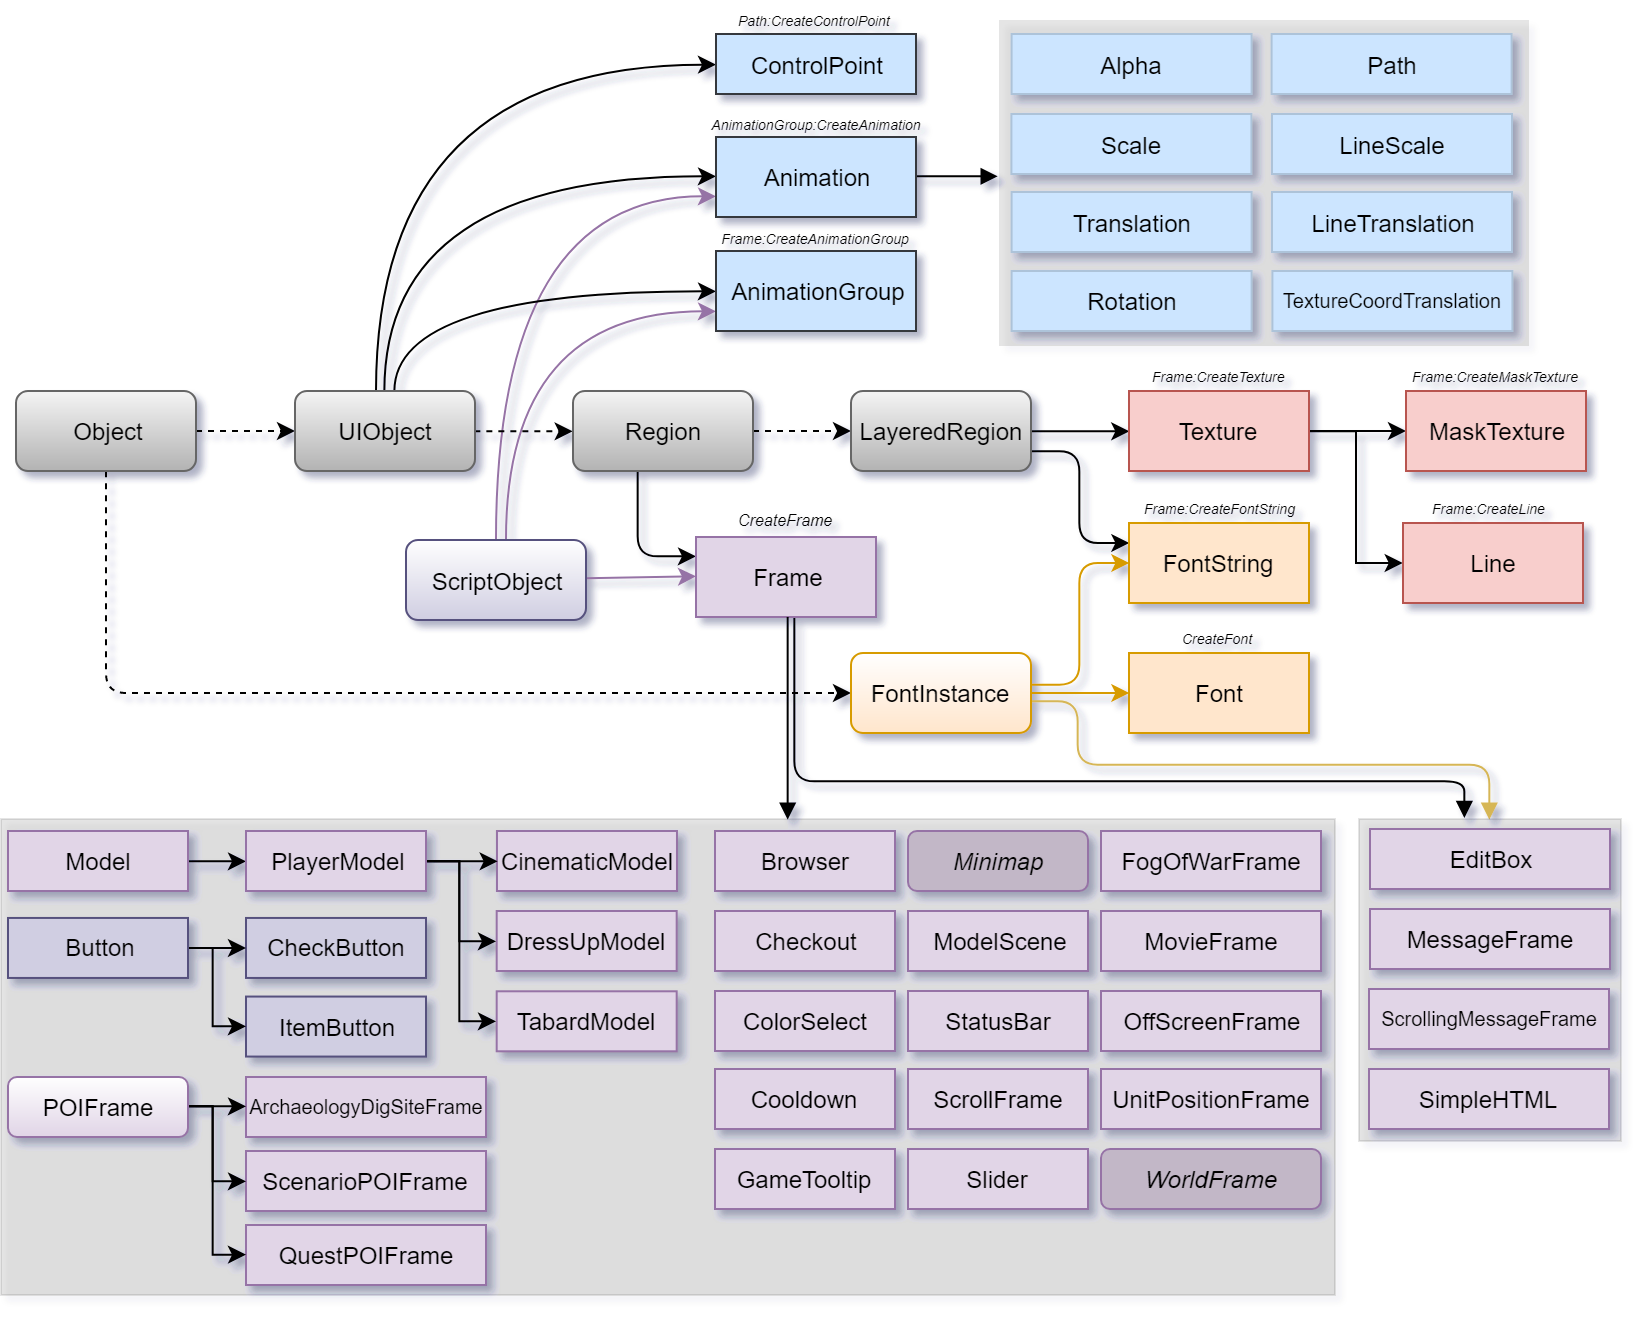 Path:CreateControlPoint
ControlPoint
Alpha
Path
AnimationGroup:CreateAnimation
Animation
Scale
LineScale
Translation
LineTranslation
Frame:CreateAnimationGroup
AnimationGroup
Rotation
TextureCoordTranslation
Frame:CreateTexture
Frame:CreateMaskTexture
Object
UIObject
Region
LayeredRegion
Texture
MaskTexture
CreateFrame
Frame:CreateFontString
Frame:CreateLine
ScriptObject
Frame
FontString
Line
CreateFont
FontInstance
Font
Model
PlayerModel
CinematicModel
Browser
Minimap
FogOfWarFrame
EditBox
Button
CheckButton
DressUpModel
Checkout
ModelScene
MovieFrame
MessageFrame
ItemButton
TabardModel
ColorSelect
StatusBar
OffScreenFrame
ScrollingMessageFrame
POIFrame
ArchaeologyDigSiteFrame
Cooldown
ScrollFrame
UnitPositionFrame
SimpleHTML
ScenarioPOIFrame
GameTooltip
Slider
WorldFrame
QuestPOIFrame